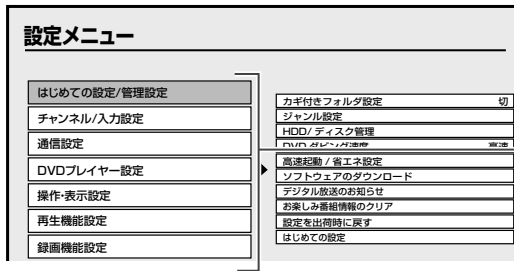 設定メニュー
はじめての設定/管理設定
チャンネル/入力設定
通信設定
DVDプレイヤー設定
操作・表示設定
再生機能設定
録画機能設定
カギ付きフォルダ設定 切
ジャンル設定
HDD/ ディスク管理
DVD ダビング速度 高速
高速起動 / 省エネ設定
ソフトウェアのダウンロード
デジタル放送のお知らせ
お楽しみ番組情報のクリア
設定を出荷時に戻す
はじめての設定